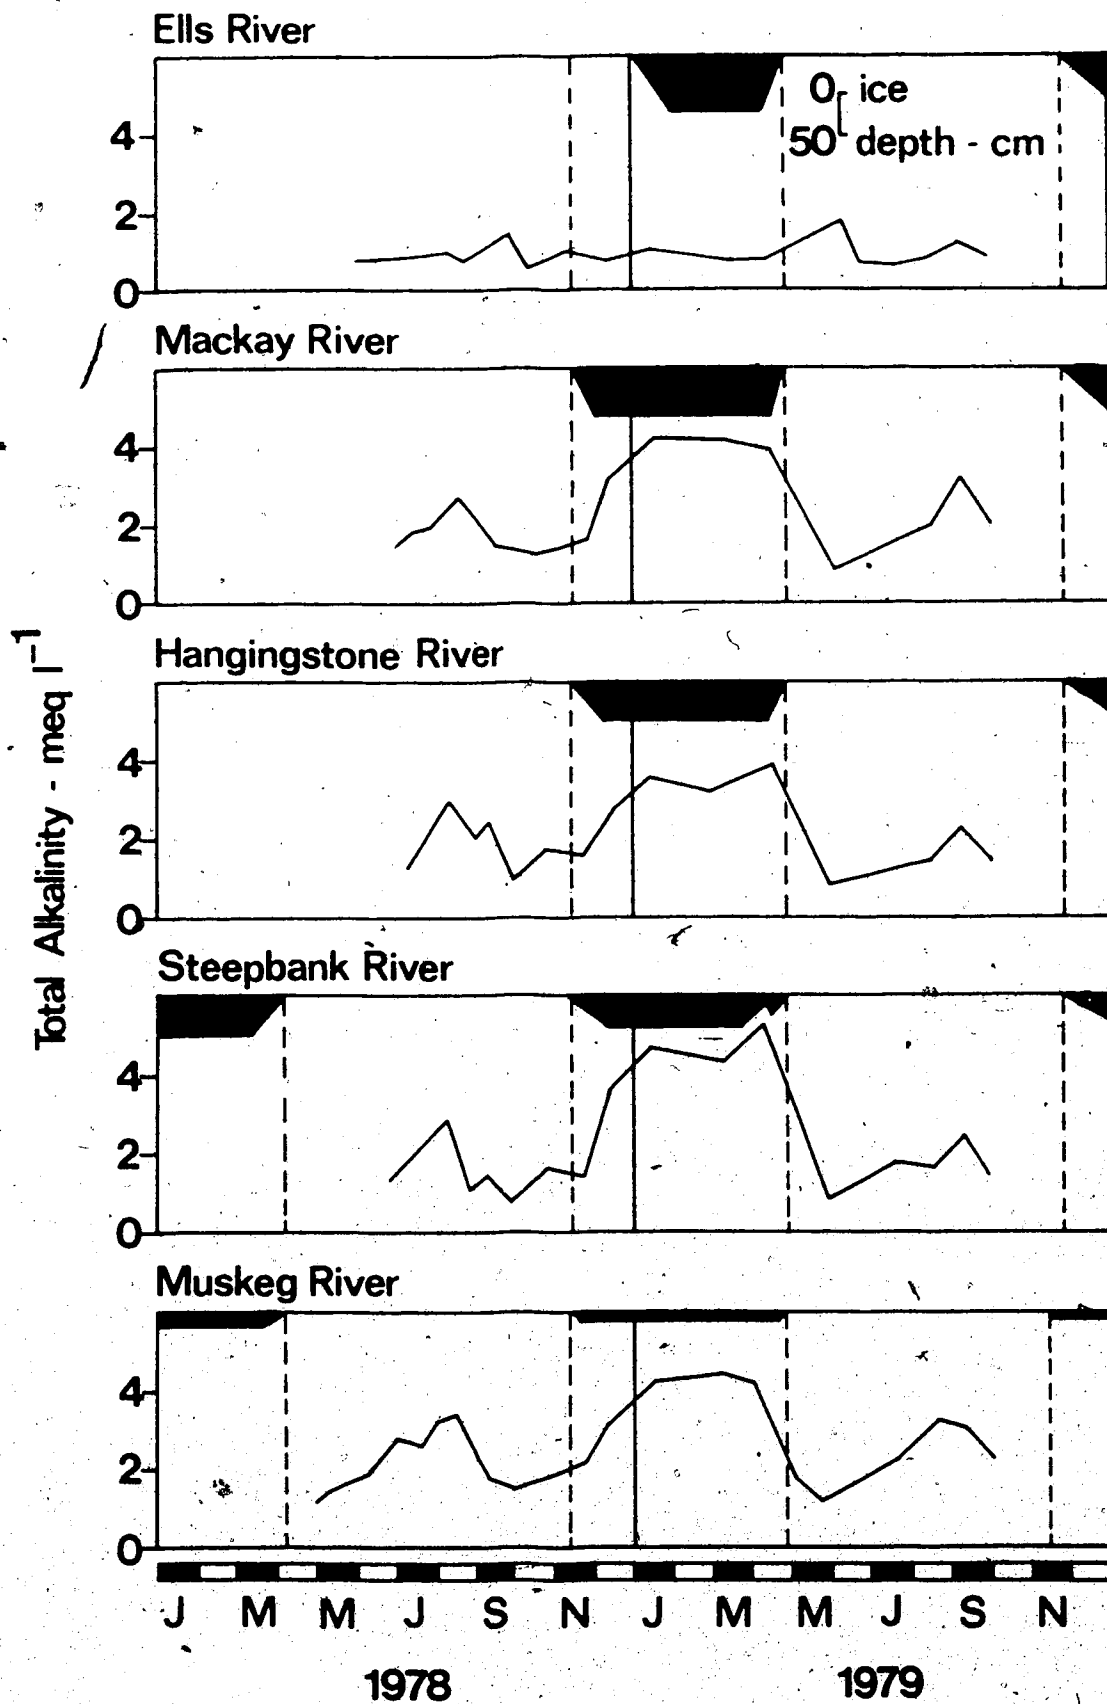 Ells River
0 ice
50 depth - cm
4
2
0
Mackay River
4
2
0
Hangingstone River
4
2
0
Total Alkalinity - meq l⁻¹
Steepbank River
4
2
0
Muskeg River
4
2
0
J M M J S N J M M J S N
1978 1979